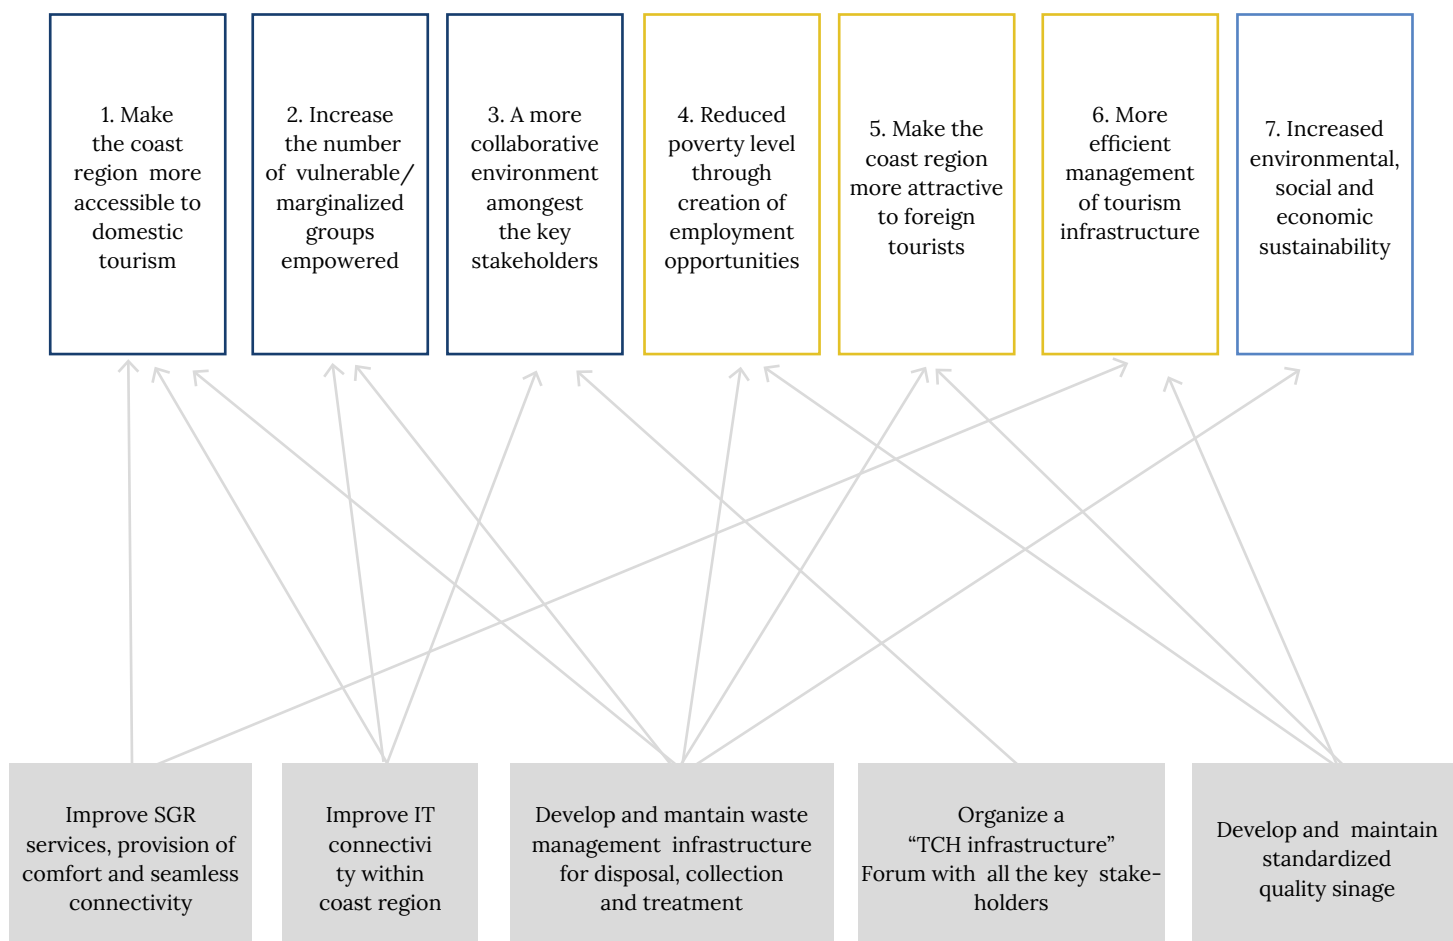 1. Make
the coast
region more
accessible to
domestic
tourism
2. Increase
the number
of vulnerable/
marginalized
groups
empowered
3. A more
collaborative
environment
amongest
the key
stakeholders
4. Reduced
poverty level
through
creation of
employment
opportunities
5. Make the
coast region
more attractive
to foreign
tourists
6. More
efficient
management
of tourism
infrastructure
7. Increased
environmental,
social and
economic
sustainability
Improve SGR
services, provision of
comfort and seamless
connectivity
Improve IT
connectivi
ty within
coast region
Develop and mantain waste
management infrastructure
for disposal, collection
and treatment
Organize a
“TCH infrastructure”
Forum with all the key stake-
holders
Develop and maintain
standardized
quality sinage